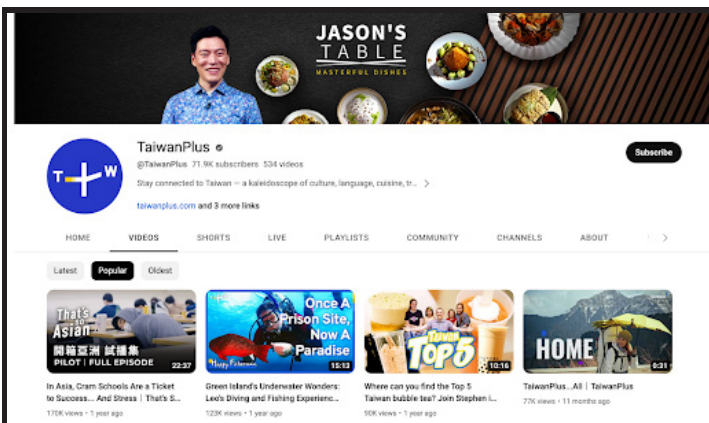 JASON'S
TABLE
MASTERFUL DISHES
TaiwanPlus
@TaiwanPlus 71.9K subscribers 534 videos
Stay connected to Taiwan — a kaleidoscope of culture, language, cuisine, tr... >
taiwanplus.com and 3 more links
Subscribe
T W
HOME VIDEOS SHORTS LIVE PLAYLISTS COMMUNITY CHANNELS ABOUT >
Latest Popular Oldest
That's so Asian
開箱亞洲 試播集
PILOT | FULL EPISODE
22:37
Once A
Prison Site,
Now A
Paradise
Happy Fisherman
15:13
TAIWAN
TOP5
10:16
HOME
0:31
In Asia, Cram Schools Are a Ticket
to Success... And Stress | That's S...
170K views • 1 year ago
Green Island's Underwater Wonders:
Leo's Diving and Fishing Experienc...
123K views • 1 year ago
Where can you find the Top 5
Taiwan bubble tea? Join Stephen i...
90K views • 1 year ago
TaiwanPlus...All | TaiwanPlus
77K views • 11 months ago